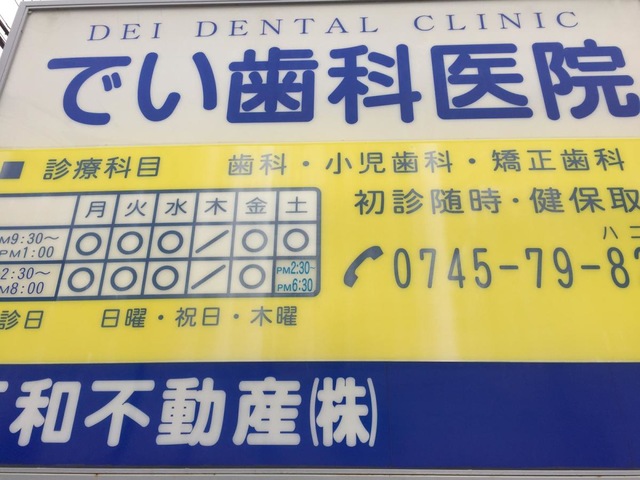 DEI DENTAL CLINIC
でい歯科医院
■ 診療科目 歯科・小児歯科・矯正歯科
月 火 水 木 金 土
M9:30～PM1:00 ○ ○ ○ ／ ○ ○
2:30～M8:00 ○ ○ ○ ／ ○ PM2:30～PM6:30
診日 日曜・祝日・木曜
初診随時・健保取
ハコ
0745-79-8
和不動産㈱